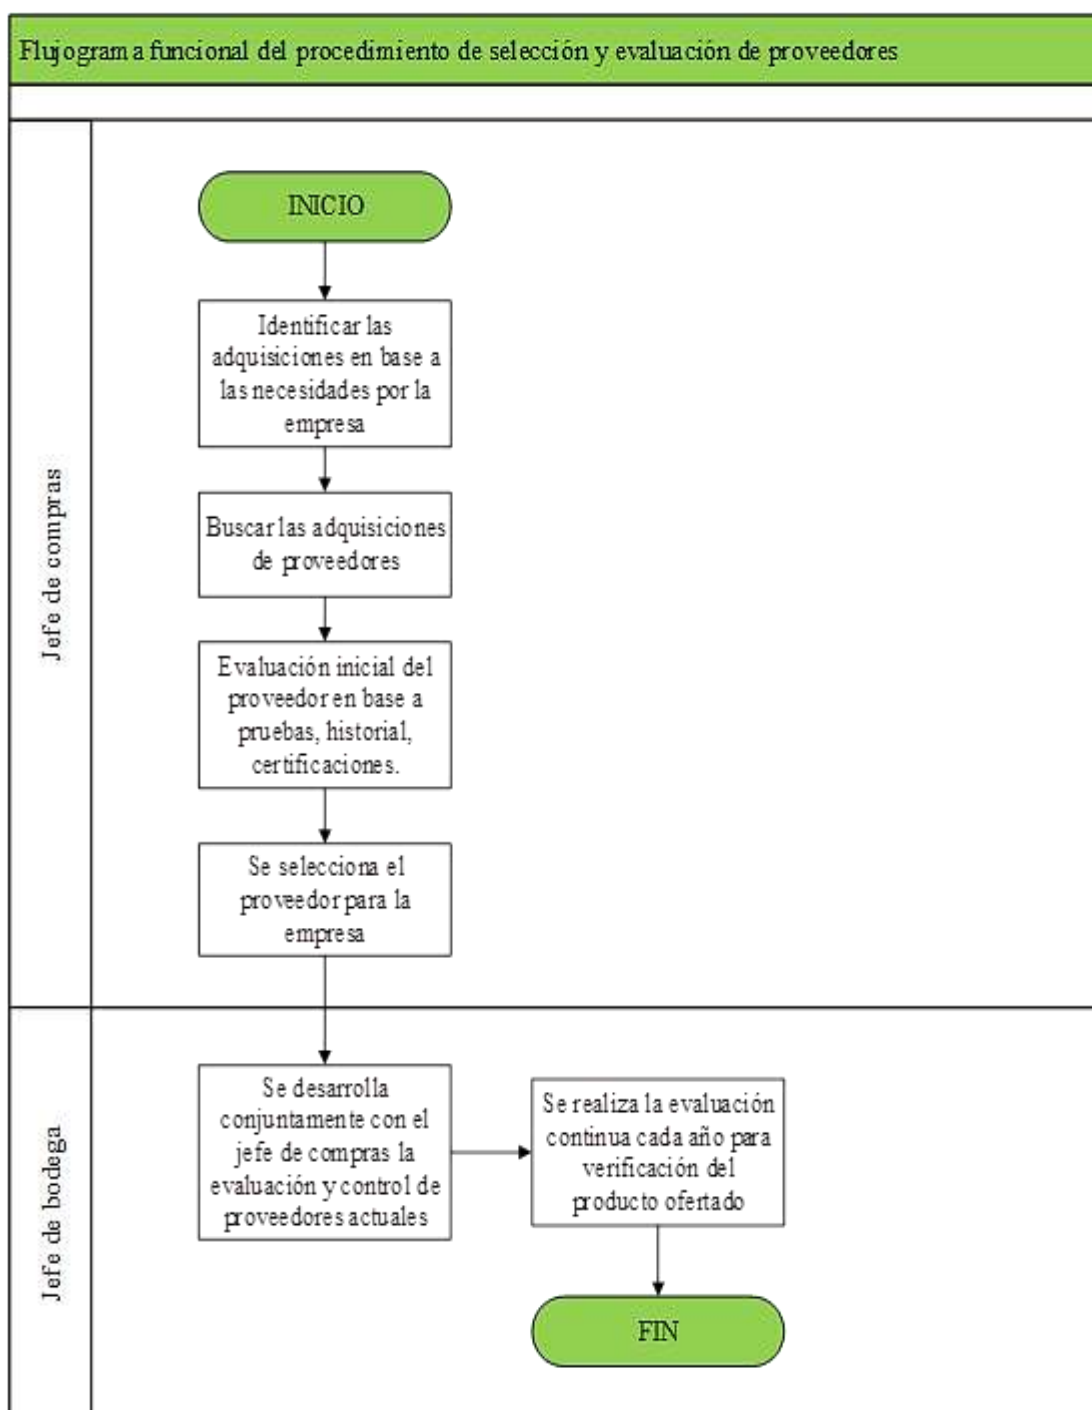 Flujograma funcional del procedimiento de selección y evaluación de proveedores
Jefe de compras
INICIO
Identificar las
adquisiciones en base a
las necesidades por la
empresa
Buscar las adquisiciones
de proveedores
Evaluación inicial del
proveedor en base a
pruebas, historial,
certificaciones.
Se selecciona el
proveedor para la
empresa
Jefe de bodega
Se desarrolla
conjuntamente con el
jefe de compras la
evaluación y control de
proveedores actuales
Se realiza la evaluación
continua cada año para
verificación del
producto ofertado
FIN